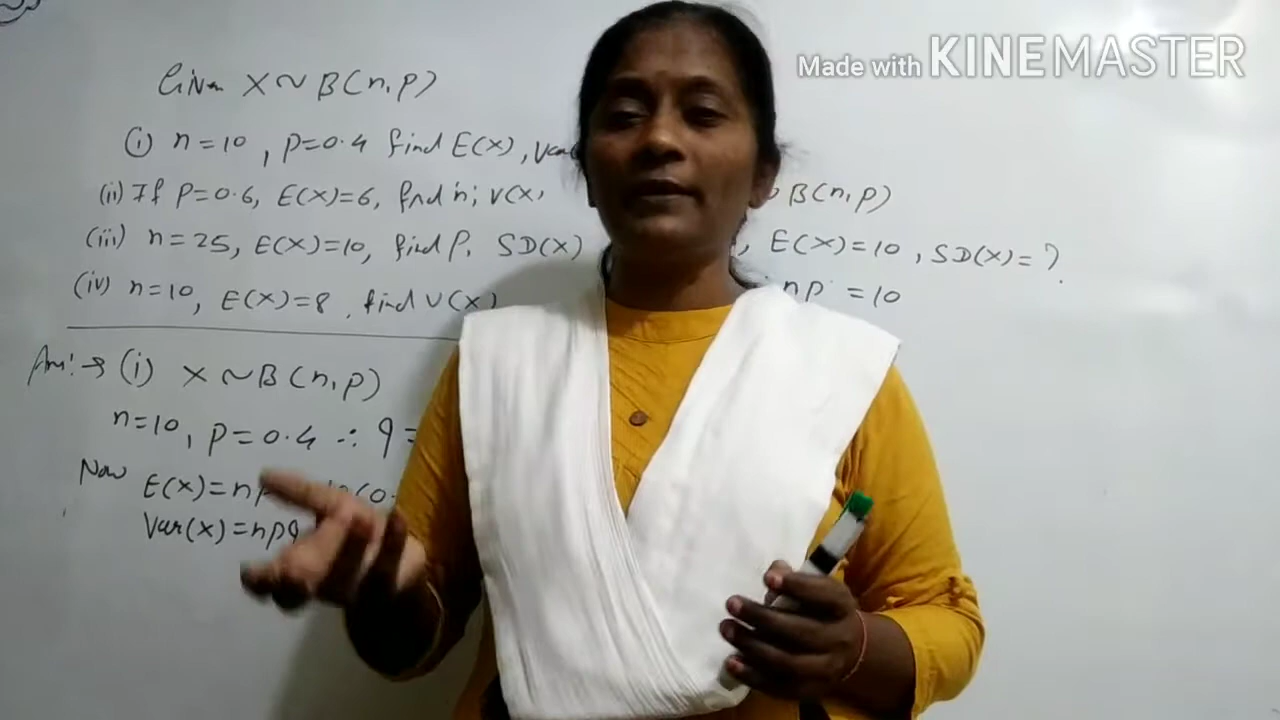 Made with KINEMASTER
Given X ~ B(n,p)
(i) n=10, p=0.4 find E(X), Var
(ii) If p=0.6, E(X)=6, find n; V(X)
(iii) n=25, E(X)=10, find p, SD(X)
(iv) n=10, E(X)=8, find V(X)
Ans: → (i) X ~ B(n,p)
n=10, p=0.4 ∴ q=
Now E(X)=np
Var(X)=npq
B(n,p)
, E(X)=10, SD(X)=?
np = 10